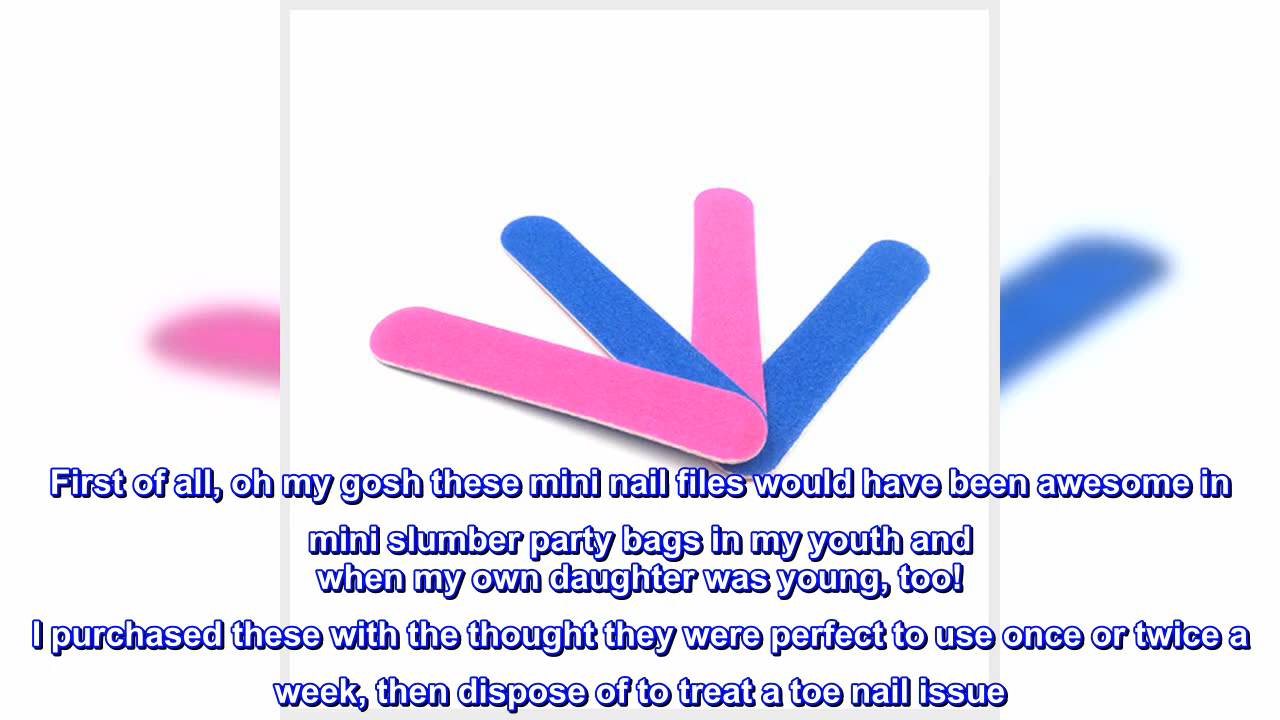 First of all, oh my gosh these mini nail files would have been awesome in
mini slumber party bags in my youth and
when my own daughter was young, too!
I purchased these with the thought they were perfect to use once or twice a
week, then dispose of to treat a toe nail issue